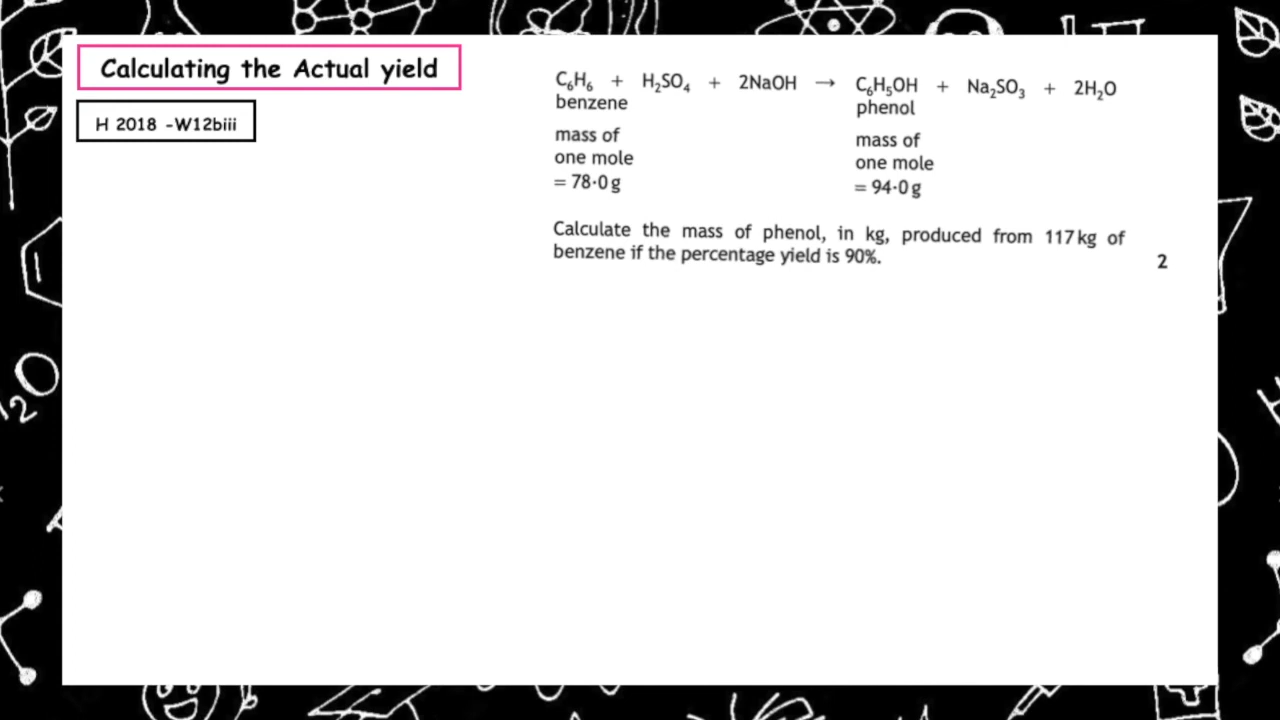 Calculating the Actual yield
H 2018 -W12biii
C₆H₆ + H₂SO₄ + 2NaOH → C₆H₅OH + Na₂SO₃ + 2H₂O
benzene phenol
mass of mass of
one mole one mole
= 78·0 g = 94·0 g
Calculate the mass of phenol, in kg, produced from 117 kg of
benzene if the percentage yield is 90%.
2
₂O